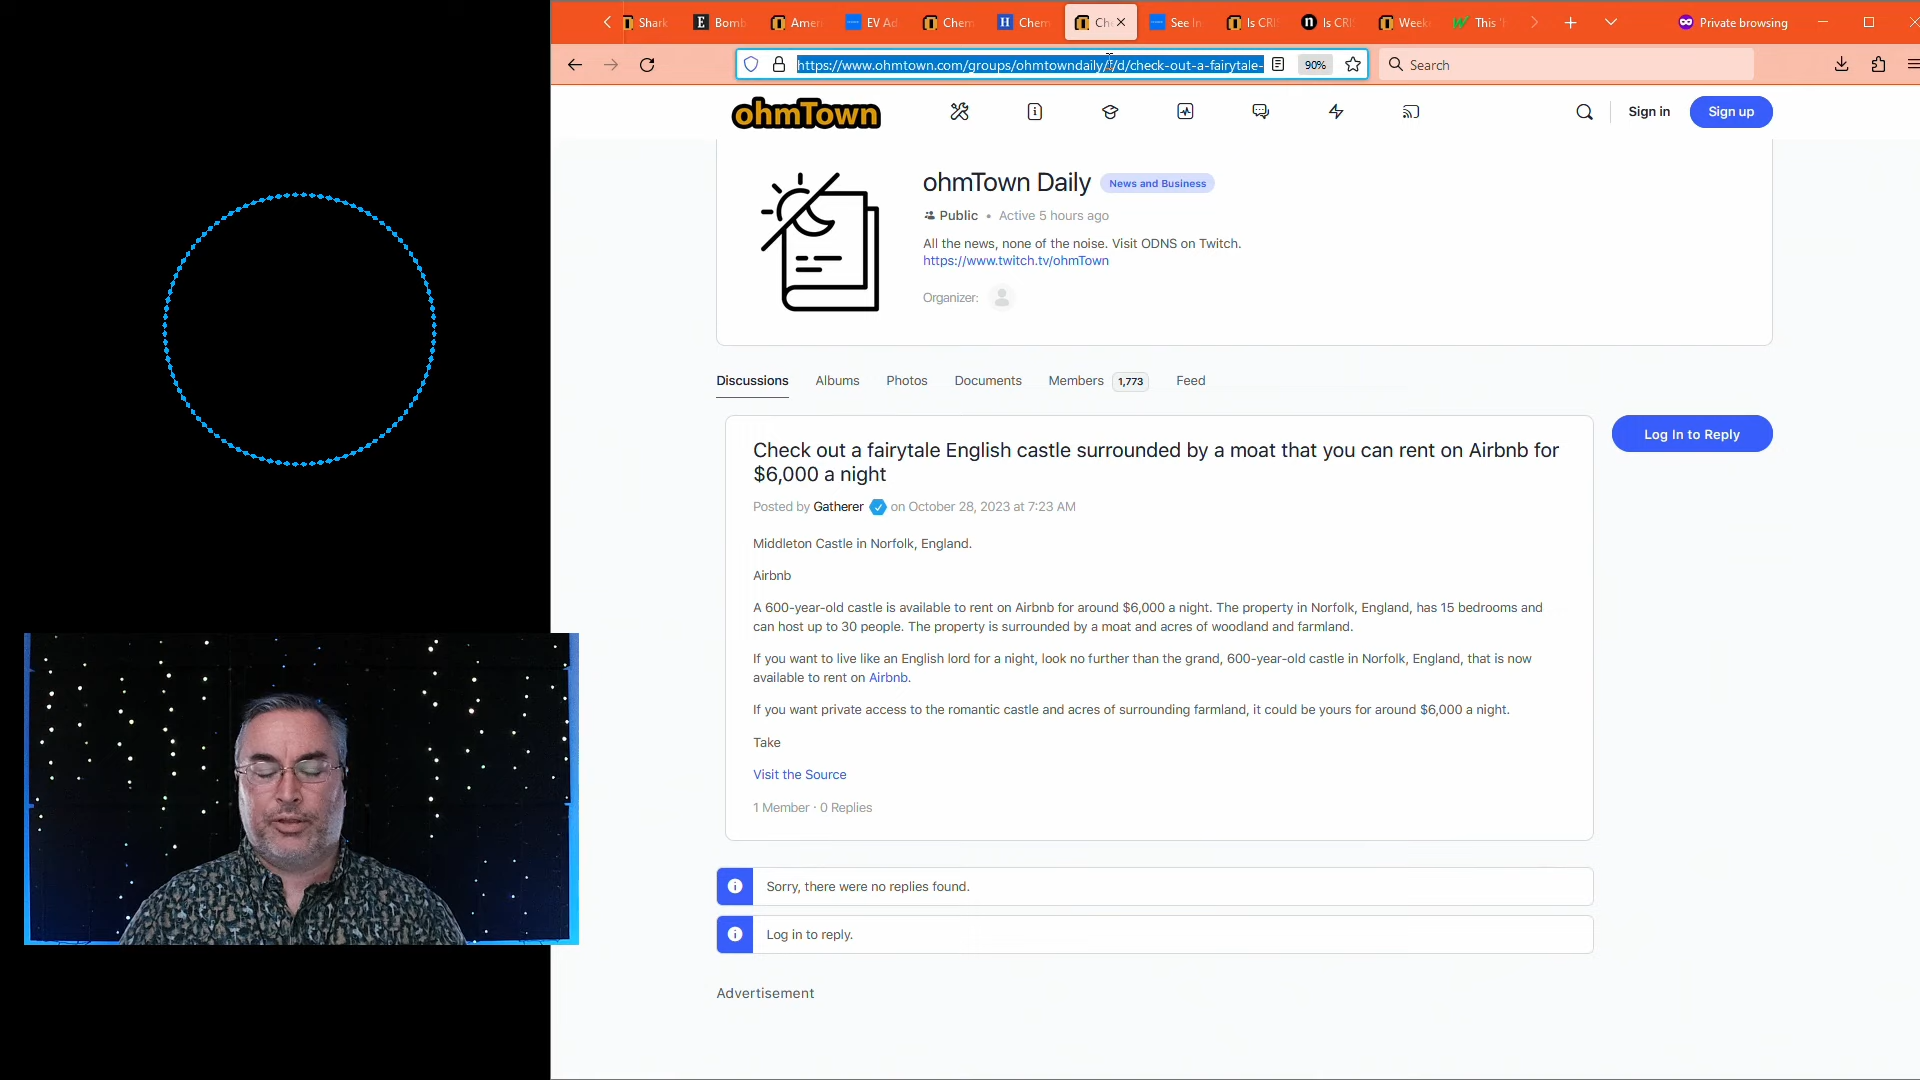 Shark
Bomb
Amer
EV Ad
Chem
Chem
Ch
See In
Is CRI
Is CRI
Week
This 'h
Private browsing
https://www.ohmtown.com/groups/ohmtowndaily/f/d/check-out-a-fairytale-
90%
Search
ohmTown
Sign in
Sign up
ohmTown Daily
News and Business
Public • Active 5 hours ago
All the news, none of the noise. Visit ODNS on Twitch.
https://www.twitch.tv/ohmTown
Organizer:
Discussions
Albums
Photos
Documents
Members 1,773
Feed
Check out a fairytale English castle surrounded by a moat that you can rent on Airbnb for
$6,000 a night
Log In to Reply
Posted by Gatherer on October 28, 2023 at 7:23 AM
Middleton Castle in Norfolk, England.
Airbnb
A 600-year-old castle is available to rent on Airbnb for around $6,000 a night. The property in Norfolk, England, has 15 bedrooms and
can host up to 30 people. The property is surrounded by a moat and acres of woodland and farmland.
If you want to live like an English lord for a night, look no further than the grand, 600-year-old castle in Norfolk, England, that is now
available to rent on Airbnb.
If you want private access to the romantic castle and acres of surrounding farmland, it could be yours for around $6,000 a night.
Take
Visit the Source
1 Member · 0 Replies
Sorry, there were no replies found.
Log in to reply.
Advertisement